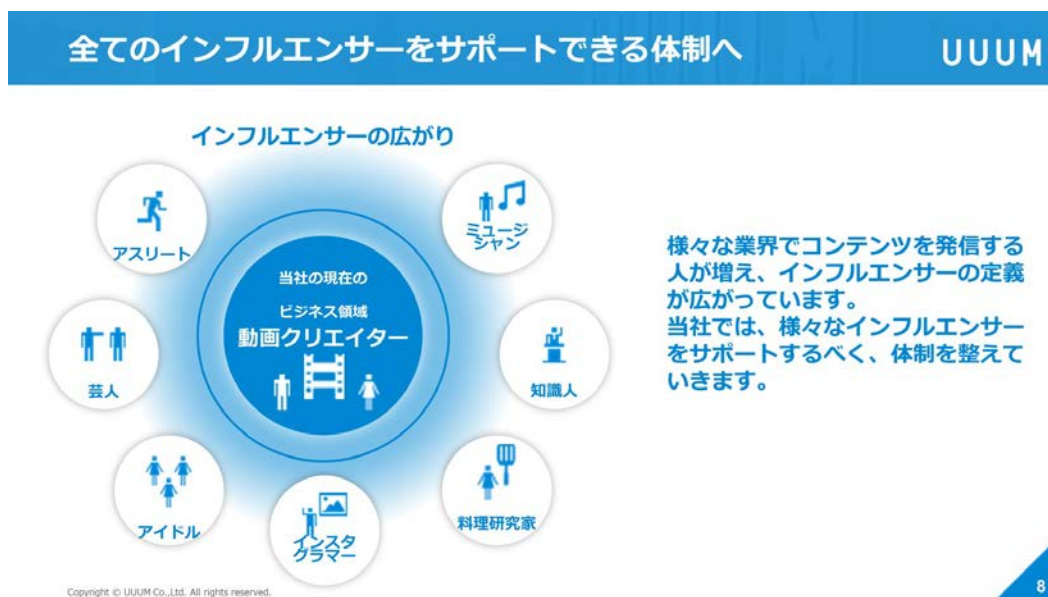 全てのインフルエンサーをサポートできる体制へ
UUUM
インフルエンサーの広がり
アスリート
ミュージ
シャン
当社の現在の
ビジネス領域
動画クリエイター
芸人
知識人
アイドル
インスタ
グラマー
料理研究家
様々な業界でコンテンツを発信する
人が増え、インフルエンサーの定義
が広がっています。
当社では、様々なインフルエンサー
をサポートするべく、体制を整えて
いきます。
Copyright © UUUM Co.,Ltd. All rights reserved.
8